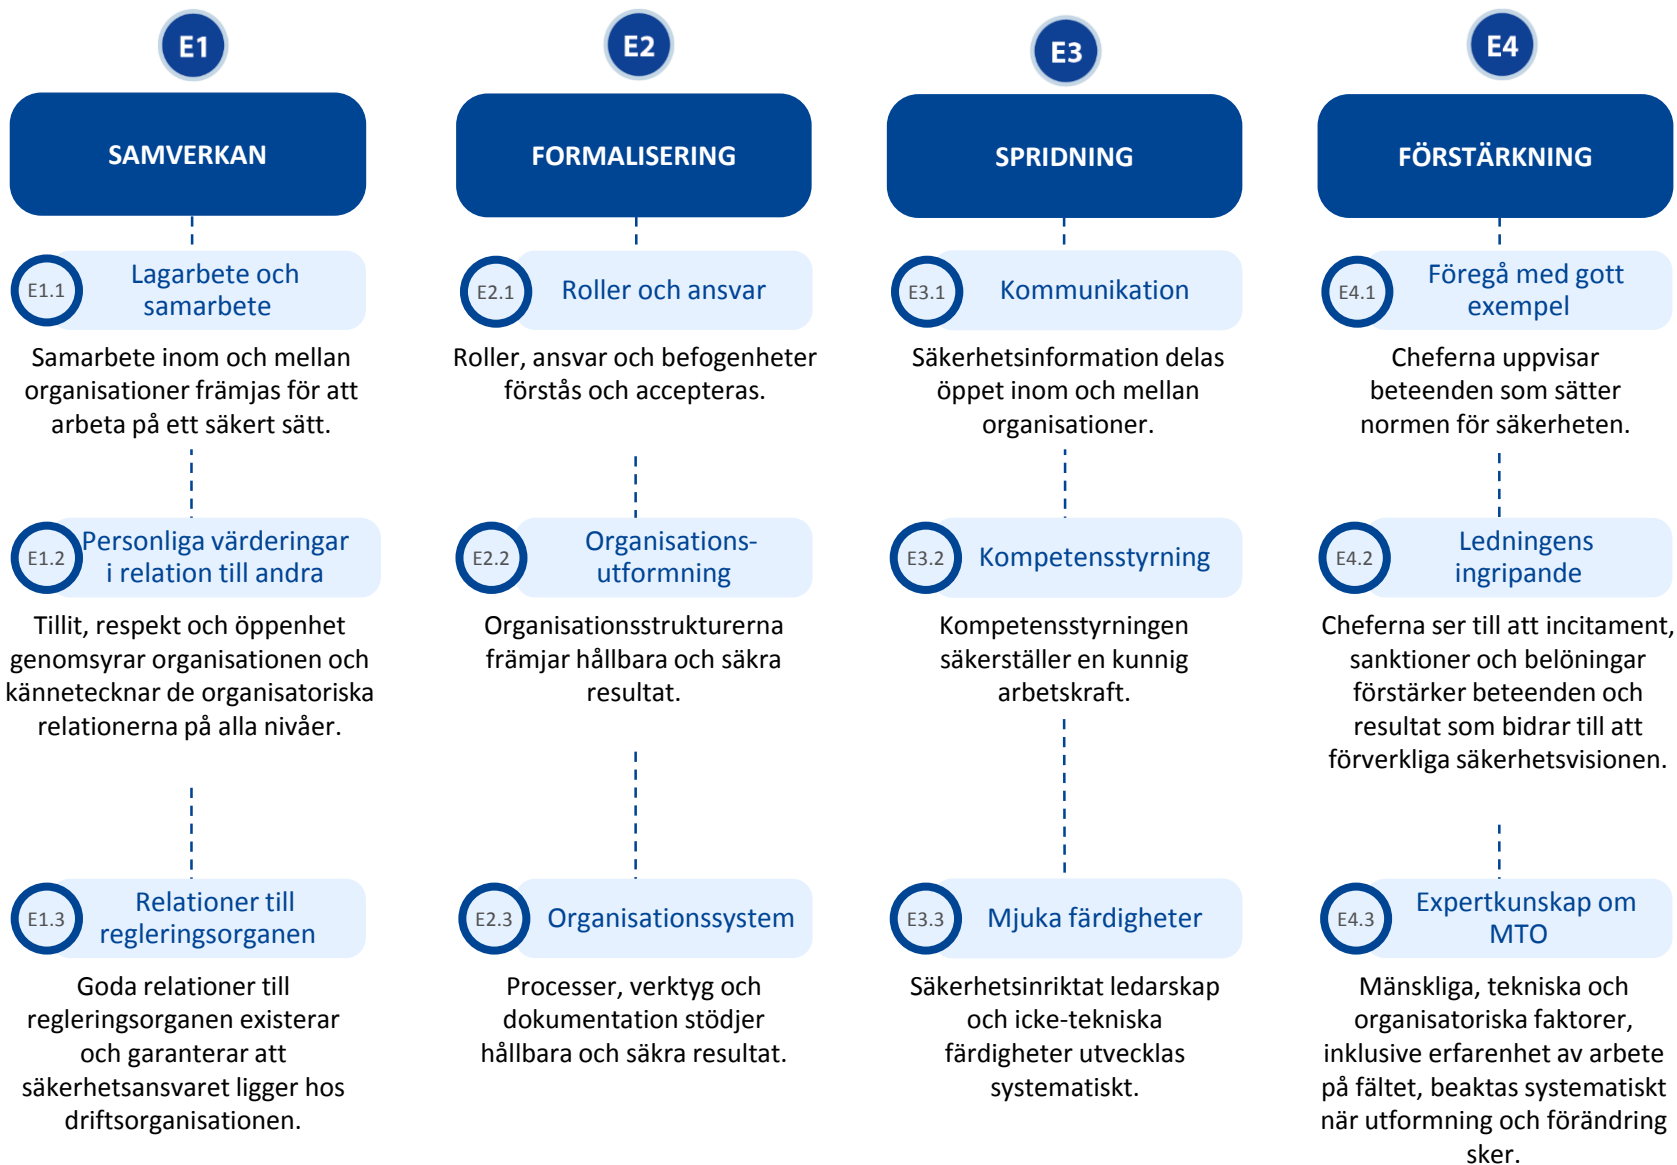 E1
SAMVERKAN
E1.1
Lagarbete och
samarbete
Samarbete inom och mellan
organisationer främjas för att
arbeta på ett säkert sätt.
E1.2
Personliga värderingar
i relation till andra
Tillit, respekt och öppenhet
genomsyrar organisationen och
kännetecknar de organisatoriska
relationerna på alla nivåer.
E1.3
Relationer till
regleringsorganen
Goda relationer till
regleringsorganen existerar
och garanterar att
säkerhetsansvaret ligger hos
driftsorganisationen.
E2
FORMALISERING
E2.1
Roller och ansvar
Roller, ansvar och befogenheter
förstås och accepteras.
E2.2
Organisations-
utformning
Organisationsstrukturerna
främjar hållbara och säkra
resultat.
E2.3
Organisationssystem
Processer, verktyg och
dokumentation stödjer
hållbara och säkra resultat.
E3
SPRIDNING
E3.1
Kommunikation
Säkerhetsinformation delas
öppet inom och mellan
organisationer.
E3.2
Kompetensstyrning
Kompetensstyrningen
säkerställer en kunnig
arbetskraft.
E3.3
Mjuka färdigheter
Säkerhetsinriktat ledarskap
och icke-tekniska
färdigheter utvecklas
systematiskt.
E4
FÖRSTÄRKNING
E4.1
Föregå med gott
exempel
Cheferna uppvisar
beteenden som sätter
normen för säkerheten.
E4.2
Ledningens
ingripande
Cheferna ser till att incitament,
sanktioner och belöningar
förstärker beteenden och
resultat som bidrar till att
förverkliga säkerhetsvisionen.
E4.3
Expertkunskap om
MTO
Mänskliga, tekniska och
organisatoriska faktorer,
inklusive erfarenhet av arbete
på fältet, beaktas systematiskt
när utformning och förändring
sker.